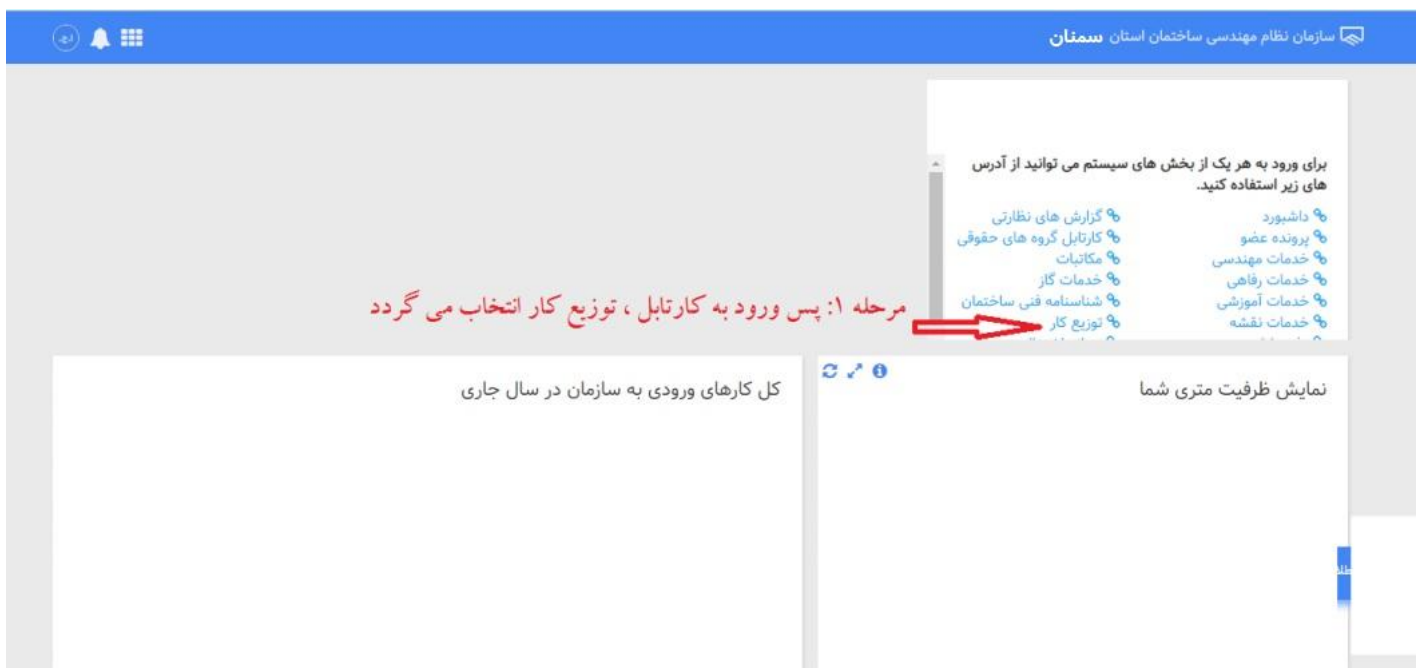 سازمان نظام مهندسی ساختمان استان سمنان
برای ورود به هر یک از بخش های سیستم می توانید از آدرس
های زیر استفاده کنید.
داشبورد
پرونده عضو
خدمات مهندسی
خدمات رفاهی
خدمات آموزشی
خدمات نقشه
گزارش های نظارتی
کارتابل گروه های حقوقی
مکاتبات
خدمات گاز
شناسنامه فنی ساختمان
توزیع کار
مرحله ۱: پس ورود به کارتابل ، توزیع کار انتخاب می گردد
نمایش ظرفیت متری شما
کل کارهای ورودی به سازمان در سال جاری